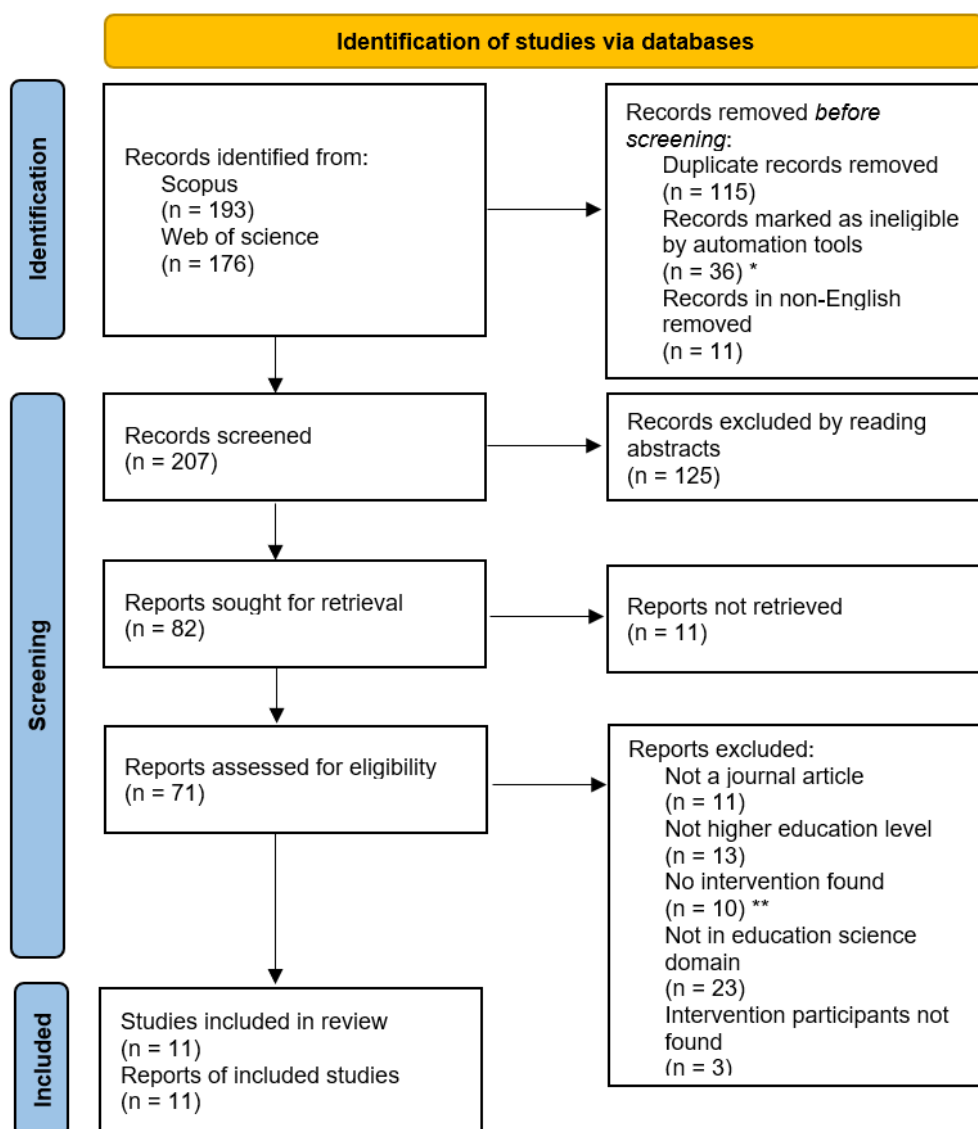 Identification of studies via databases
Identification
Records identified from:
Scopus
(n = 193)
Web of science
(n = 176)
Records removed before
screening:
Duplicate records removed
(n = 115)
Records marked as ineligible
by automation tools
(n = 36) *
Records in non-English
removed
(n = 11)
Screening
Records screened
(n = 207)
Records excluded by reading
abstracts
(n = 125)
Reports sought for retrieval
(n = 82)
Reports not retrieved
(n = 11)
Reports assessed for eligibility
(n = 71)
Reports excluded:
Not a journal article
(n = 11)
Not higher education level
(n = 13)
No intervention found
(n = 10) **
Not in education science
domain
(n = 23)
Intervention participants not
found
(n = 3)
Included
Studies included in review
(n = 11)
Reports of included studies
(n = 11)